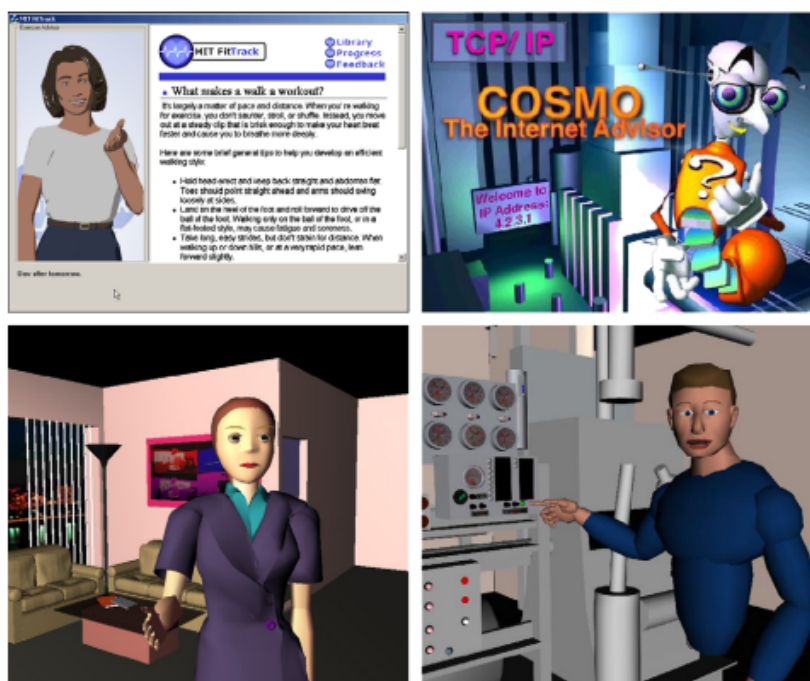 MIT FitTrack
Exercise Advisor
MIT FitTrack
Library
Progress
Feedback
What makes a walk a workout?
It's largely a matter of pace and distance. When you're walking
for exercise, you don't saunter, stroll, or shuffle. Instead, you move
out at a steady clip that is brisk enough to make your heart beat
faster and cause you to breathe more deeply.
Here are some brief general tips to help you develop an efficient
walking style:
Hold head erect and keep back straight and abdomen flat.
Toes should point straight ahead and arms should swing
loosely at sides.
Land on the heel of the foot and roll forward to drive off the
ball of the foot. Walking only on the ball of the foot, or in a
flat-footed style, may cause fatigue and soreness.
Take long, easy strides, but don't strain for distance. When
walking up or down hills, or at a very rapid pace, lean
forward slightly.
Day after tomorrow.
TCP/IP
COSMO
The Internet Advisor
Welcome to
IP Address:
4.2.3.1
?